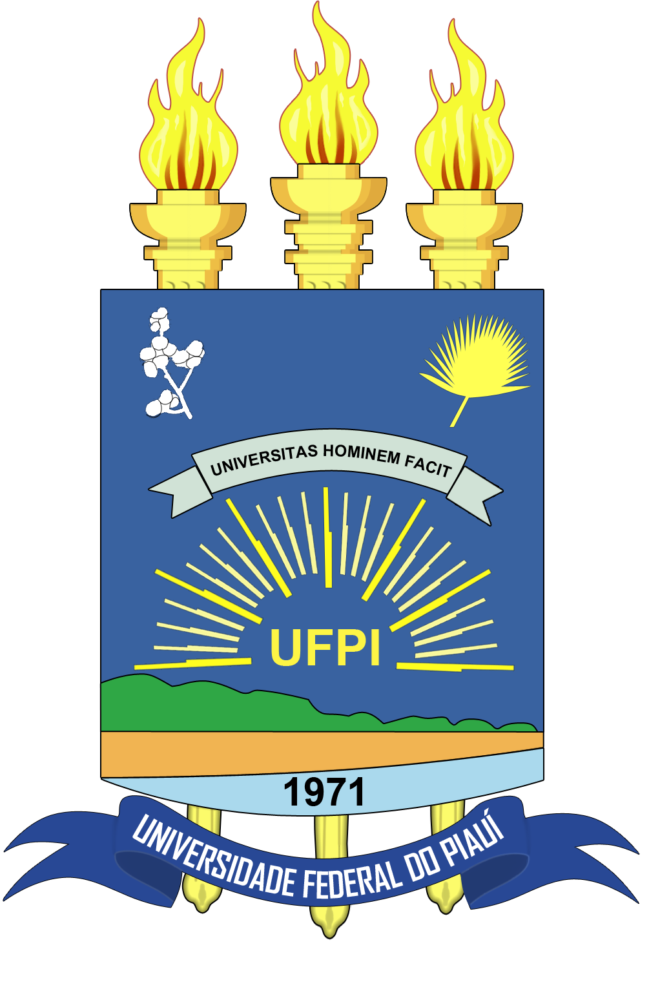 UNIVERSITAS HOMINEM FACIT
UFPI
1971
UNIVERSIDADE FEDERAL DO PIAUÍ